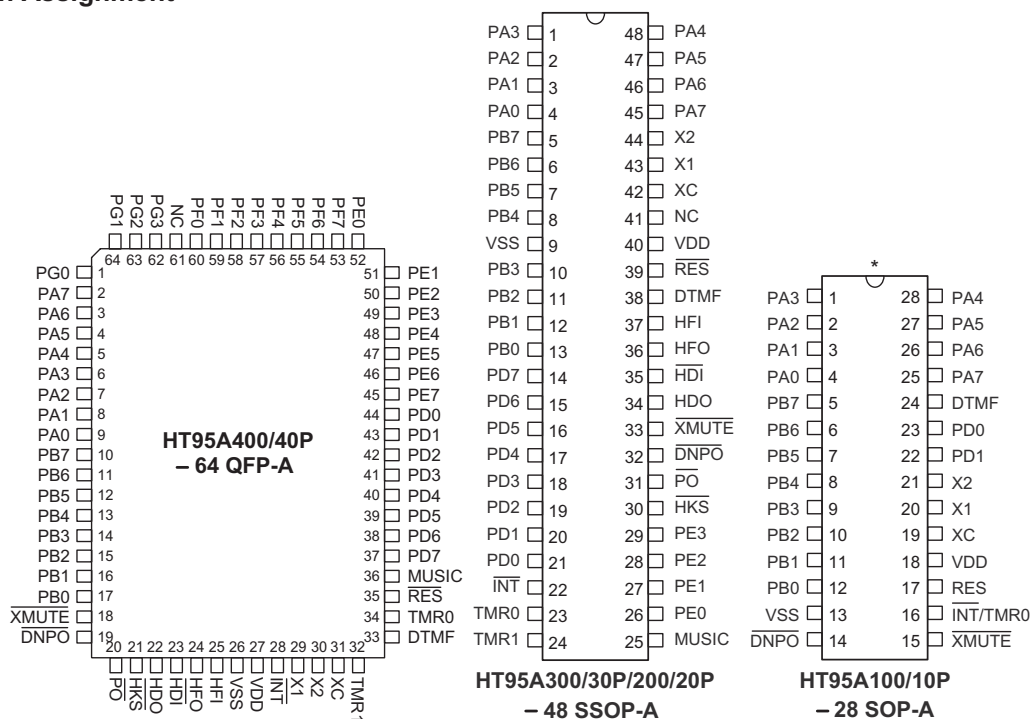 Assignment
PG1 PG2 PG3 NC PF0 PF1 PF2 PF3 PF4 PF5 PF6 PF7 PE0
64 63 62 61 60 59 58 57 56 55 54 53 52
PG0 1 51 PE1
PA7 2 50 PE2
PA6 3 49 PE3
PA5 4 48 PE4
PA4 5 47 PE5
PA3 6 46 PE6
PA2 7 45 PE7
PA1 8 44 PD0
PA0 9 43 PD1
PB7 10 42 PD2
PB6 11 41 PD3
PB5 12 40 PD4
PB4 13 39 PD5
PB3 14 38 PD6
PB2 15 37 PD7
PB1 16 36 MUSIC
PB0 17 35 RES
XMUTE 18 34 TMR0
DNPO 19 33 DTMF
20 21 22 23 24 25 26 27 28 29 30 31 32
PO HKS HDO HDI HFO HFI VSS VDD INT X1 X2 XC TMR1
HT95A400/40P
– 64 QFP-A
PA3 1 48 PA4
PA2 2 47 PA5
PA1 3 46 PA6
PA0 4 45 PA7
PB7 5 44 X2
PB6 6 43 X1
PB5 7 42 XC
PB4 8 41 NC
VSS 9 40 VDD
PB3 10 39 RES
PB2 11 38 DTMF
PB1 12 37 HFI
PB0 13 36 HFO
PD7 14 35 HDI
PD6 15 34 HDO
PD5 16 33 XMUTE
PD4 17 32 DNPO
PD3 18 31 PO
PD2 19 30 HKS
PD1 20 29 PE3
PD0 21 28 PE2
INT 22 27 PE1
TMR0 23 26 PE0
TMR1 24 25 MUSIC
HT95A300/30P/200/20P
– 48 SSOP-A
*
PA3 1 28 PA4
PA2 2 27 PA5
PA1 3 26 PA6
PA0 4 25 PA7
PB7 5 24 DTMF
PB6 6 23 PD0
PB5 7 22 PD1
PB4 8 21 X2
PB3 9 20 X1
PB2 10 19 XC
PB1 11 18 VDD
PB0 12 17 RES
VSS 13 16 INT/TMR0
DNPO 14 15 XMUTE
HT95A100/10P
– 28 SOP-A